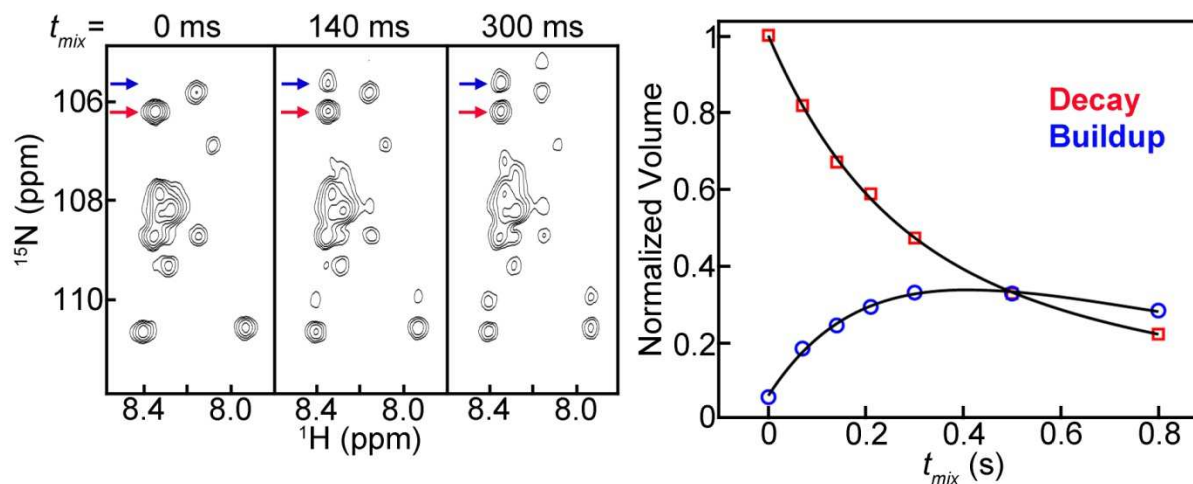 t_mix = 0 ms 140 ms 300 ms
106
108
110
¹⁵N (ppm)
8.4 8.0 8.4 8.0 8.4 8.0
¹H (ppm)
Decay
Buildup
Normalized Volume
1
0.8
0.6
0.4
0.2
0
0 0.2 0.4 0.6 0.8
t_mix (s)